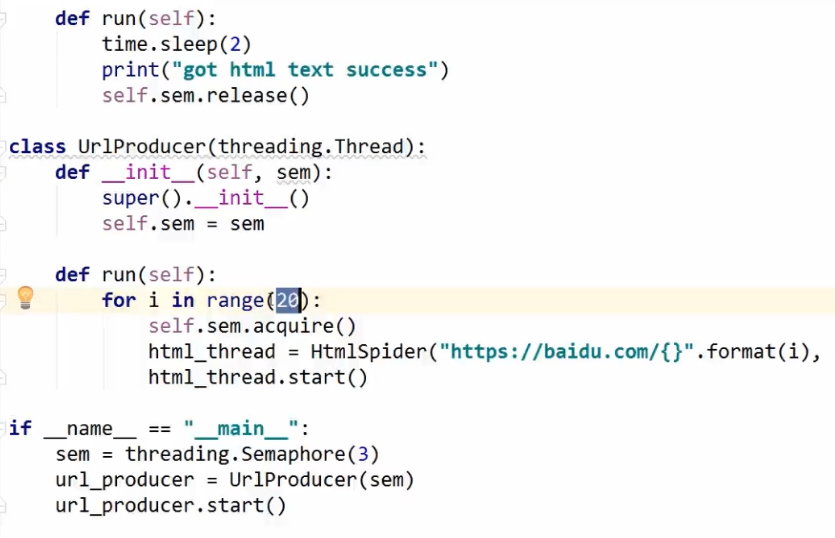 def run(self):
time.sleep(2)
print("got html text success")
self.sem.release()
class UrlProducer(threading.Thread):
def __init__(self, sem):
super().__init__()
self.sem = sem
def run(self):
for i in range(20):
self.sem.acquire()
html_thread = HtmlSpider("https://baidu.com/{}".format(i),
html_thread.start()
if __name__ == "__main__":
sem = threading.Semaphore(3)
url_producer = UrlProducer(sem)
url_producer.start()